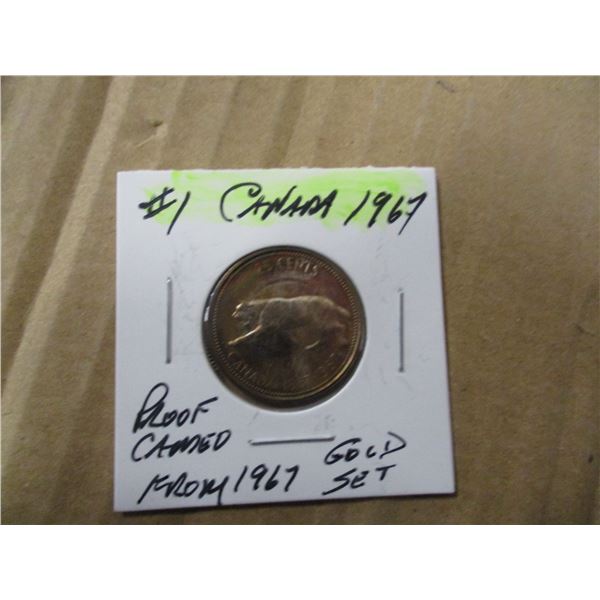 #1 CANADA 1967
25 CENTS
CANADA
PROOF
CAMEO
FROM 1967 GOLD
SET